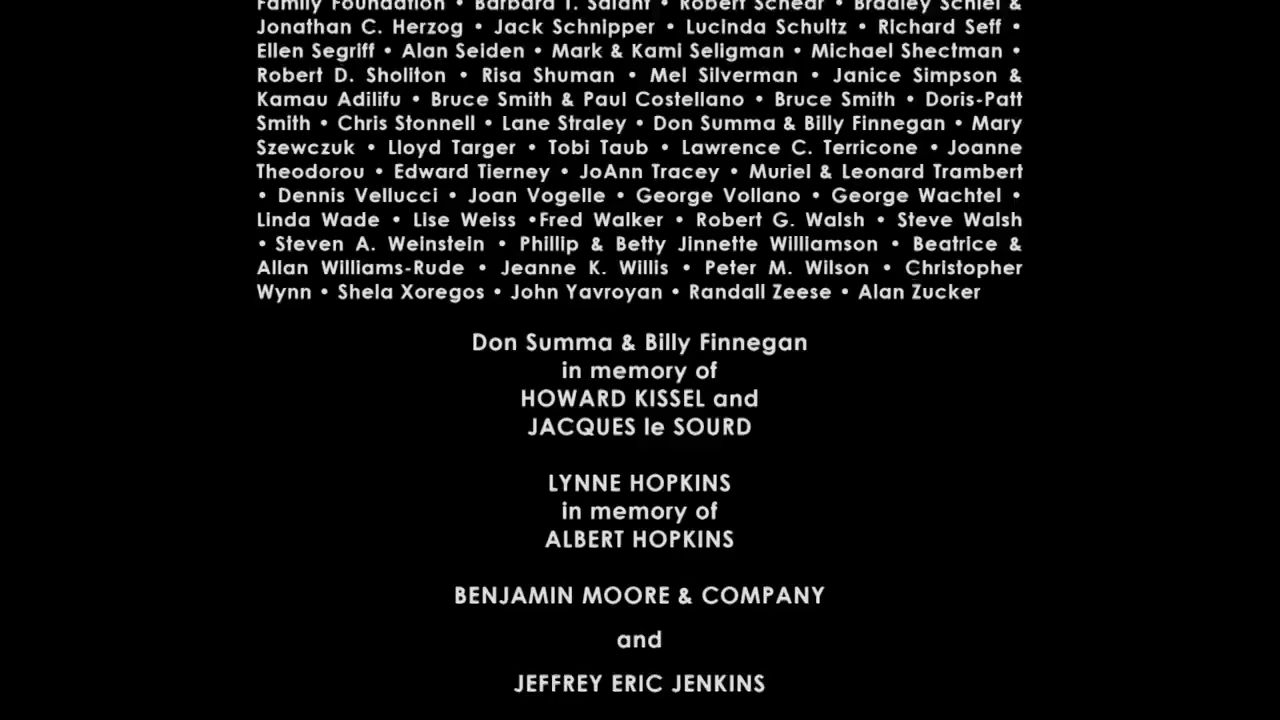 Family Foundation • Barbara T. Salant • Robert Schear • Bradley Schiel &
Jonathan C. Herzog • Jack Schnipper • Lucinda Schultz • Richard Seff •
Ellen Segriff • Alan Seiden • Mark & Kami Seligman • Michael Shectman •
Robert D. Sholiton • Risa Shuman • Mel Silverman • Janice Simpson &
Kamau Adilifu • Bruce Smith & Paul Costellano • Bruce Smith • Doris-Patt
Smith • Chris Stonnell • Lane Straley • Don Summa & Billy Finnegan • Mary
Szewczuk • Lloyd Targer • Tobi Taub • Lawrence C. Terricone • Joanne
Theodorou • Edward Tierney • JoAnn Tracey • Muriel & Leonard Trambert
• Dennis Vellucci • Joan Vogelle • George Vollano • George Wachtel •
Linda Wade • Lise Weiss •Fred Walker • Robert G. Walsh • Steve Walsh
• Steven A. Weinstein • Phillip & Betty Jinnette Williamson • Beatrice &
Allan Williams-Rude • Jeanne K. Willis • Peter M. Wilson • Christopher
Wynn • Shela Xoregos • John Yavroyan • Randall Zeese • Alan Zucker
Don Summa & Billy Finnegan
in memory of
HOWARD KISSEL and
JACQUES le SOURD
LYNNE HOPKINS
in memory of
ALBERT HOPKINS
BENJAMIN MOORE & COMPANY
and
JEFFREY ERIC JENKINS